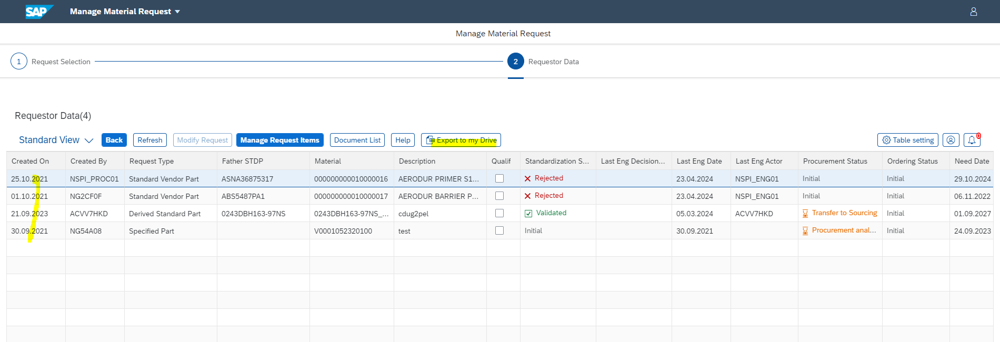 SAP Manage Material Request
Manage Material Request
1 Request Selection 2 Requestor Data
Requestor Data(4)
Standard View Back Refresh Modify Request Manage Request Items Document List Help Export to my Drive Table setting 0
Created On Created By Request Type Father STDP Material Description Qualif Standardization S... Last Eng Decision... Last Eng Date Last Eng Actor Procurement Status Ordering Status Need Date
25.10.2021 NSPI_PROC01 Standard Vendor Part ASNA36875317 000000000010000016 AERODUR PRIMER S1... Rejected 23.04.2024 NSPI_ENG01 Initial Initial 29.10.2024
01.10.2021 NG2CF0F Standard Vendor Part ABS5487PA1 000000000010000017 AERODUR BARRIER P... Rejected 23.04.2024 NSPI_ENG01 Initial Initial 06.11.2022
21.09.2023 ACVV7HKD Derived Standard Part 0243DBH163-97NS 0243DBH163-97NS_... cdug2pel Validated 05.03.2024 ACVV7HKD Transfer to Sourcing Initial 01.09.2027
30.09.2021 NG54A08 Specified Part V0001052320100 test Initial 30.09.2021 Procurement anal... Initial 24.09.2023